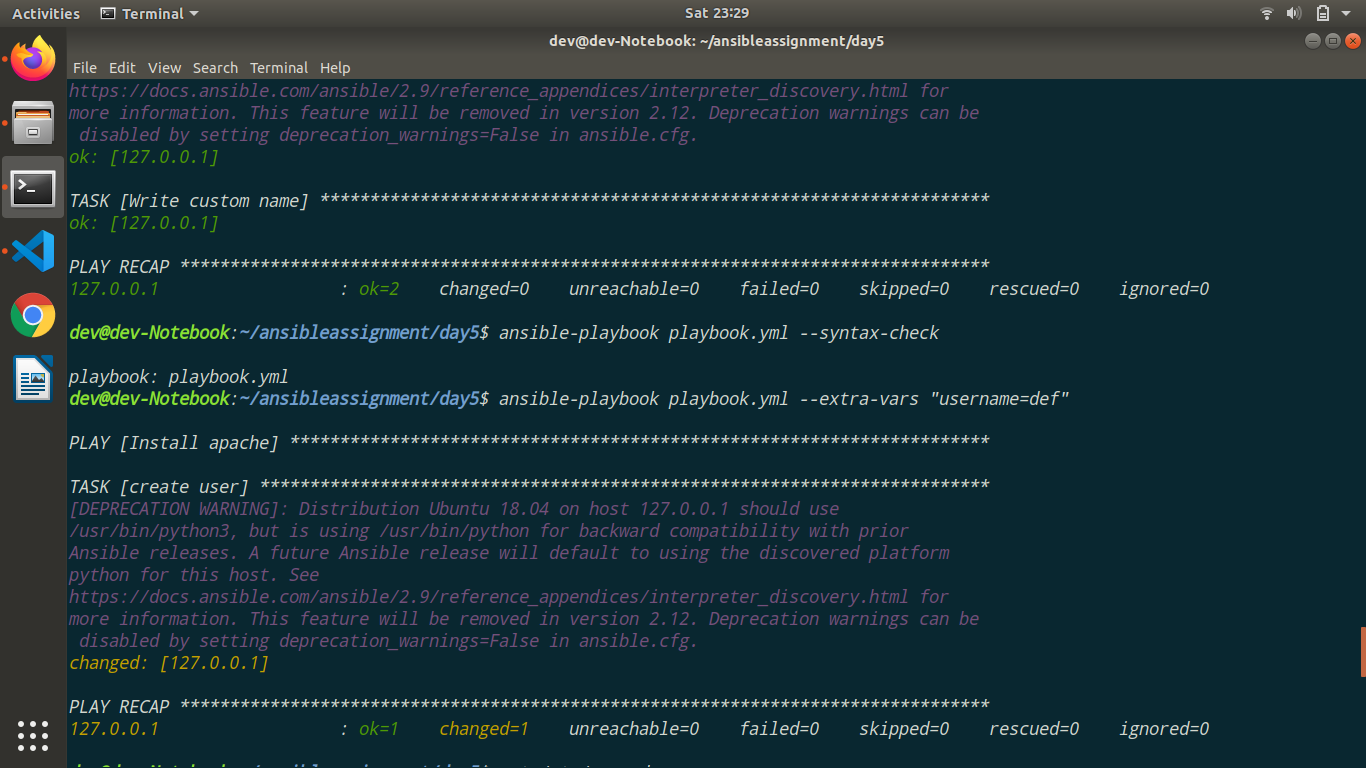 Activities Terminal Sat 23:29
dev@dev-Notebook: ~/ansibleassignment/day5
File Edit View Search Terminal Help
https://docs.ansible.com/ansible/2.9/reference_appendices/interpreter_discovery.html for
more information. This feature will be removed in version 2.12. Deprecation warnings can be
disabled by setting deprecation_warnings=False in ansible.cfg.
ok: [127.0.0.1]
TASK [Write custom name] *******************************************************************
ok: [127.0.0.1]
PLAY RECAP *********************************************************************************
127.0.0.1 : ok=2 changed=0 unreachable=0 failed=0 skipped=0 rescued=0 ignored=0
dev@dev-Notebook:~/ansibleassignment/day5$ ansible-playbook playbook.yml --syntax-check
playbook: playbook.yml
dev@dev-Notebook:~/ansibleassignment/day5$ ansible-playbook playbook.yml --extra-vars "username=def"
PLAY [Install apache] **********************************************************************
TASK [create user] *************************************************************************
[DEPRECATION WARNING]: Distribution Ubuntu 18.04 on host 127.0.0.1 should use
/usr/bin/python3, but is using /usr/bin/python for backward compatibility with prior
Ansible releases. A future Ansible release will default to using the discovered platform
python for this host. See
https://docs.ansible.com/ansible/2.9/reference_appendices/interpreter_discovery.html for
more information. This feature will be removed in version 2.12. Deprecation warnings can be
disabled by setting deprecation_warnings=False in ansible.cfg.
changed: [127.0.0.1]
PLAY RECAP *********************************************************************************
127.0.0.1 : ok=1 changed=1 unreachable=0 failed=0 skipped=0 rescued=0 ignored=0